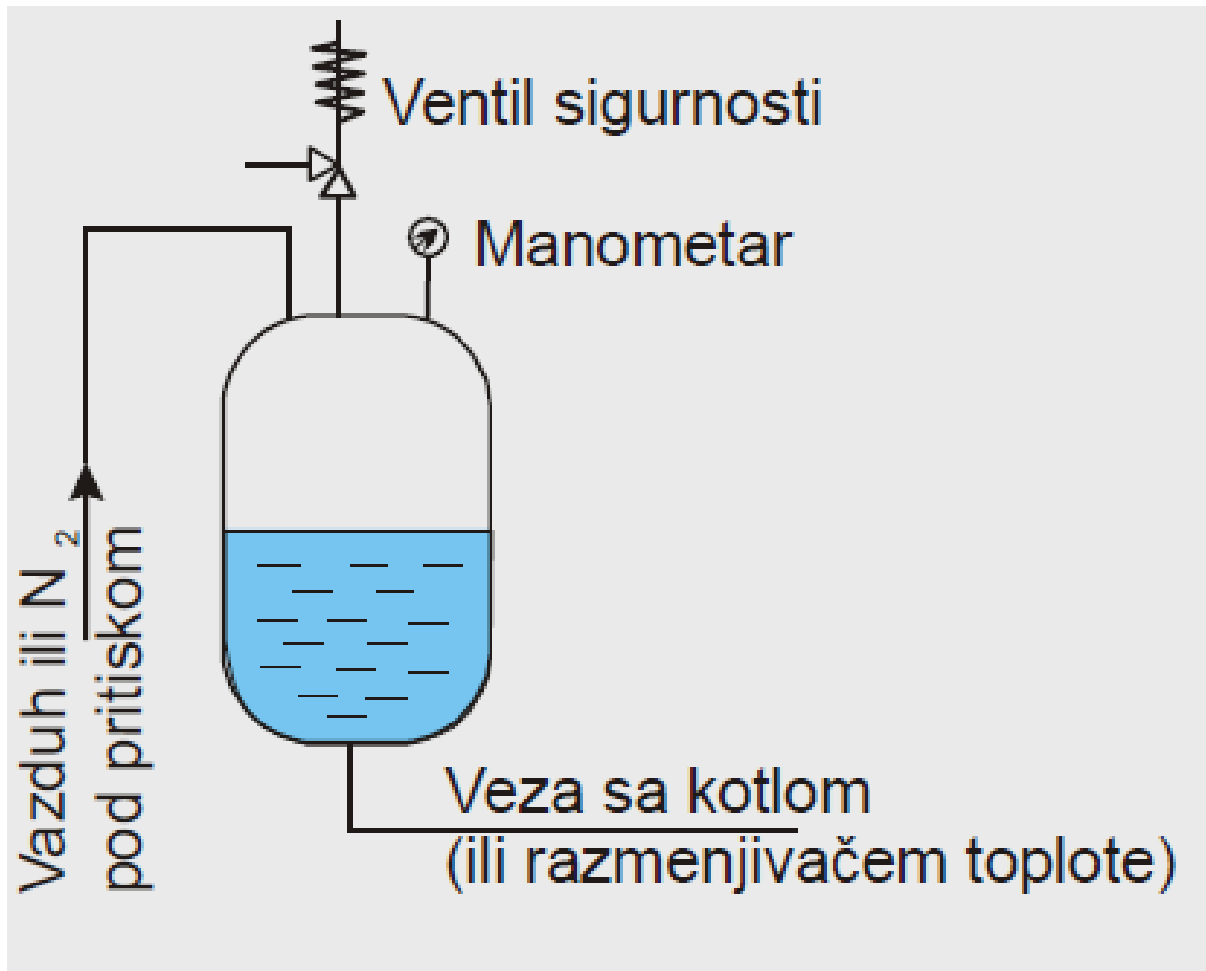 Ventil sigurnosti
Manometar
Vazduh ili N2
pod pritiskom
Veza sa kotlom
(ili razmenjivačem toplote)